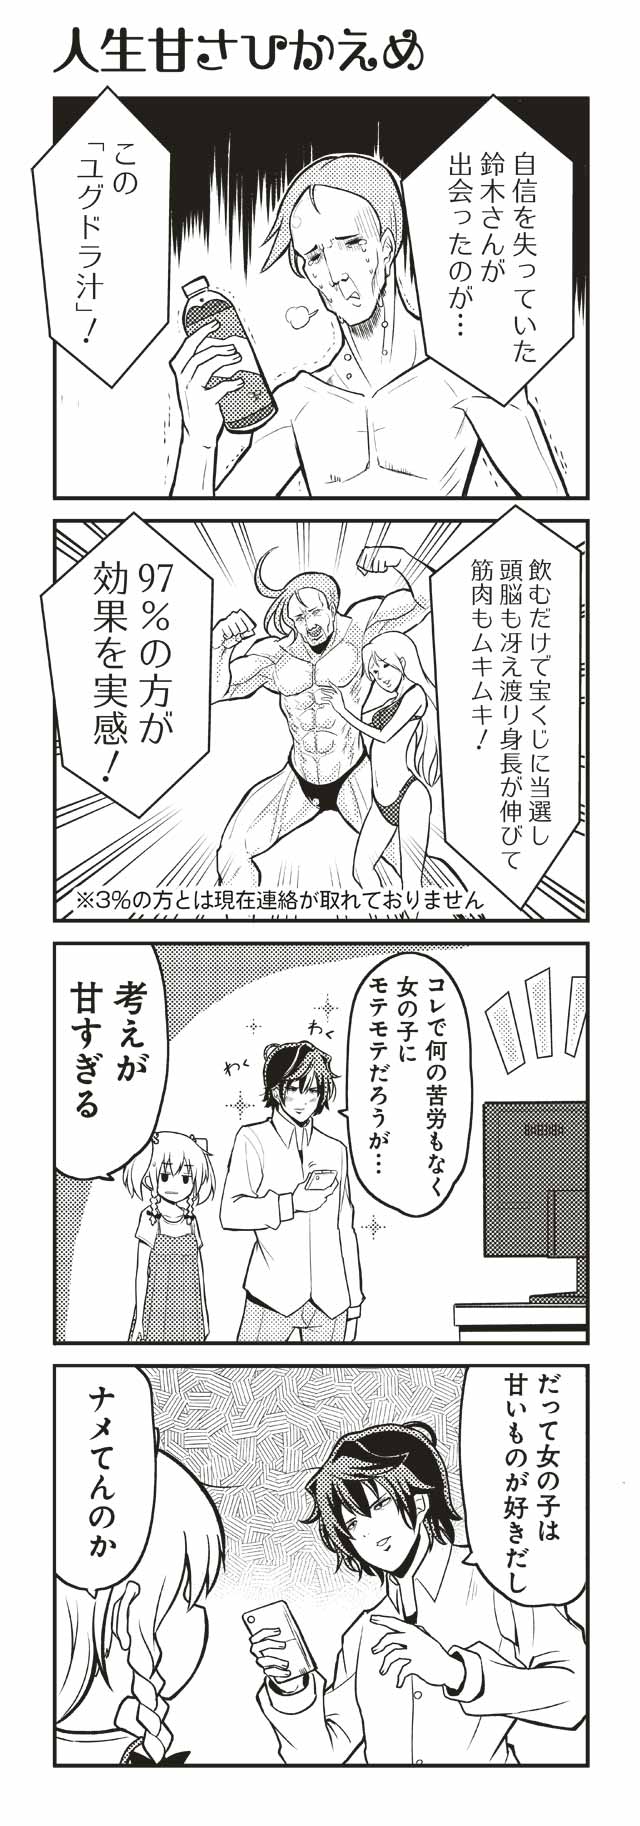 人生甘さひかえめ
自信を失っていた
鈴木さんが
出会ったのが…
この
「ユグドラ汁」！
飲むだけで宝くじに当選し
頭脳も冴え渡り身長が伸びて
筋肉もムキムキ！
97％の方が
効果を実感！
※3％の方とは現在連絡が取れておりません
コレで何の苦労もなく
女の子に
モテモテだろうが…
わく
わく
考えが
甘すぎる
だって女の子は
甘いものが好きだし
ナメてんのか